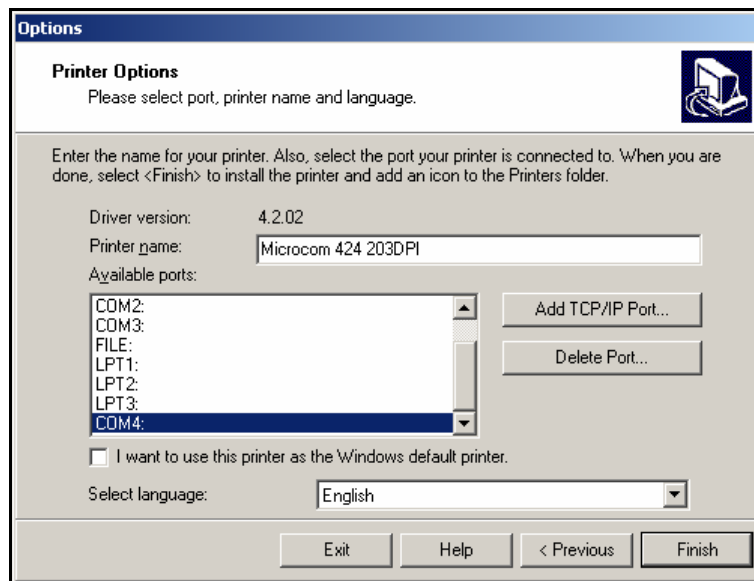 Options
Printer Options
Please select port, printer name and language.
Enter the name for your printer. Also, select the port your printer is connected to. When you are
done, select <Finish> to install the printer and add an icon to the Printers folder.
Driver version: 4.2.02
Printer name: Microcom 424 203DPI
Available ports:
COM2:
COM3:
FILE:
LPT1:
LPT2:
LPT3:
COM4:
Add TCP/IP Port...
Delete Port...
I want to use this printer as the Windows default printer.
Select language: English
Exit Help < Previous Finish